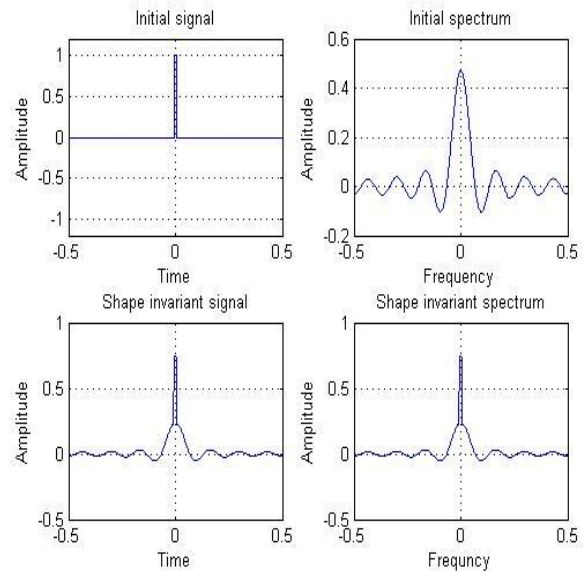 Initial signal
Amplitude
1
0.5
0
-0.5
-1
-0.5
0
0.5
Time
Initial spectrum
Amplitude
0.6
0.4
0.2
0
-0.2
-0.5
0
0.5
Frequency
Shape invariant signal
Amplitude
1
0.5
0
-0.5
-0.5
0
0.5
Time
Shape invariant spectrum
Amplitude
1
0.5
0
-0.5
-0.5
0
0.5
Frequncy